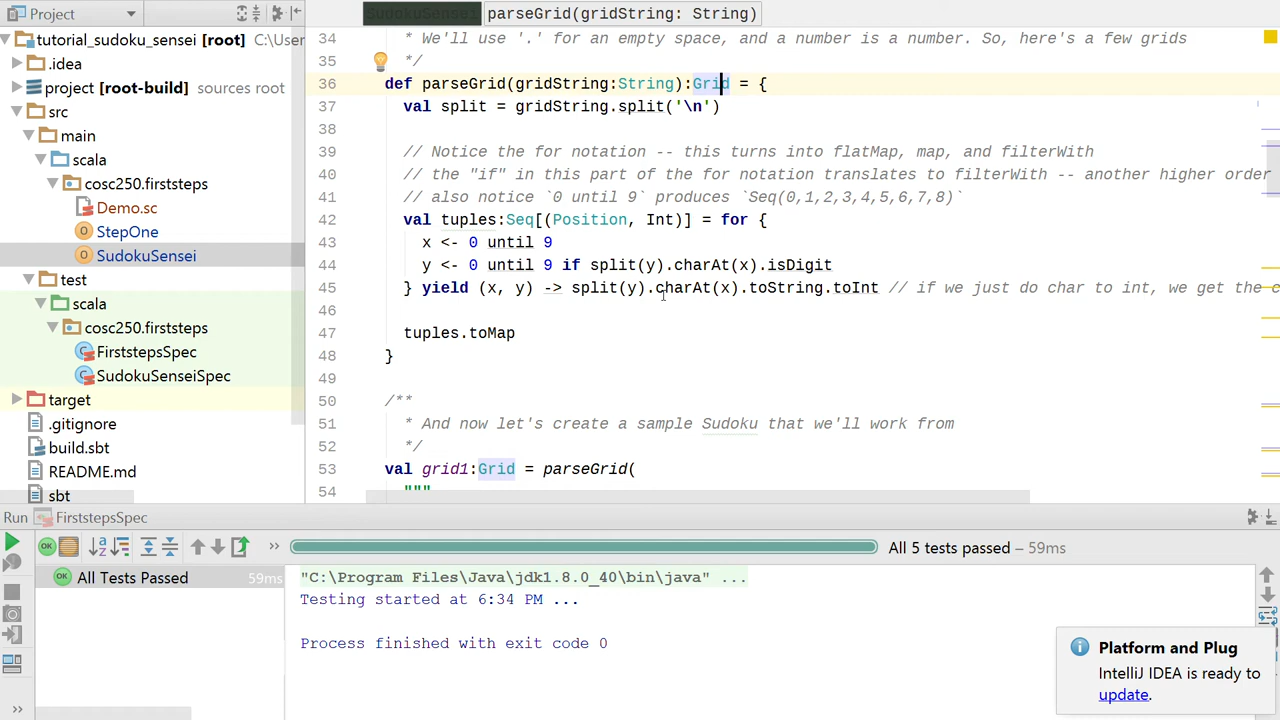 Project
SudokuSensei
parseGrid(gridString: String)
tutorial_sudoku_sensei [root] C:\User
.idea
project [root-build] sources root
src
main
scala
cosc250.firststeps
Demo.sc
StepOne
SudokuSensei
test
scala
cosc250.firststeps
FirststepsSpec
SudokuSenseiSpec
target
.gitignore
build.sbt
README.md
sbt
34 * We'll use '.' for an empty space, and a number is a number. So, here's a few grids
35 */
36 def parseGrid(gridString:String):Grid = {
37 val split = gridString.split('\n')
38
39 // Notice the for notation -- this turns into flatMap, map, and filterWith
40 // the "if" in this part of the for notation translates to filterWith -- another higher order
41 // also notice `0 until 9` produces `Seq(0,1,2,3,4,5,6,7,8)`
42 val tuples:Seq[(Position, Int)] = for {
43 x <- 0 until 9
44 y <- 0 until 9 if split(y).charAt(x).isDigit
45 } yield (x, y) -> split(y).charAt(x).toString.toInt // if we just do char to int, we get the c
46
47 tuples.toMap
48 }
49
50 /**
51 * And now let's create a sample Sudoku that we'll work from
52 */
53 val grid1:Grid = parseGrid(
54 """
Run FirststepsSpec
All 5 tests passed – 59ms
All Tests Passed 59ms
"C:\Program Files\Java\jdk1.8.0_40\bin\java" ...
Testing started at 6:34 PM ...
Process finished with exit code 0
Platform and Plug
IntelliJ IDEA is ready to
update.